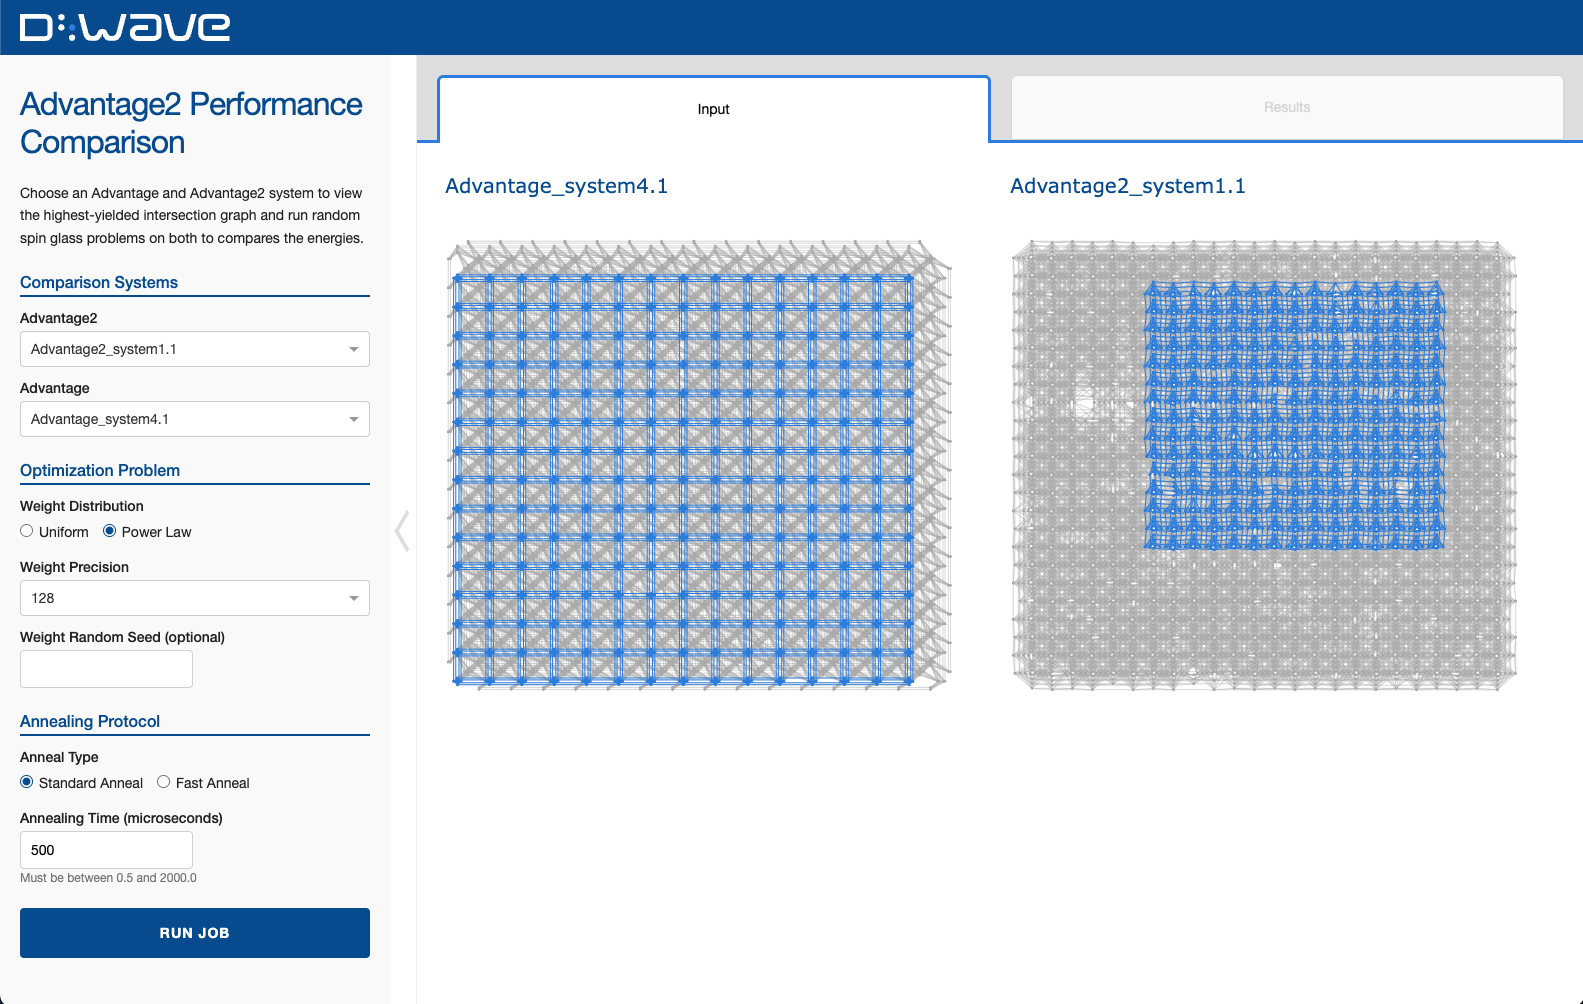 D:Wave
Advantage2 Performance
Comparison
Choose an Advantage and Advantage2 system to view
the highest-yielded intersection graph and run random
spin glass problems on both to compares the energies.
Comparison Systems
Advantage2
Advantage2_system1.1
Advantage
Advantage_system4.1
Optimization Problem
Weight Distribution
Uniform Power Law
Weight Precision
128
Weight Random Seed (optional)
Annealing Protocol
Anneal Type
Standard Anneal Fast Anneal
Annealing Time (microseconds)
500
Must be between 0.5 and 2000.0
RUN JOB
Input
Results
Advantage_system4.1
Advantage2_system1.1